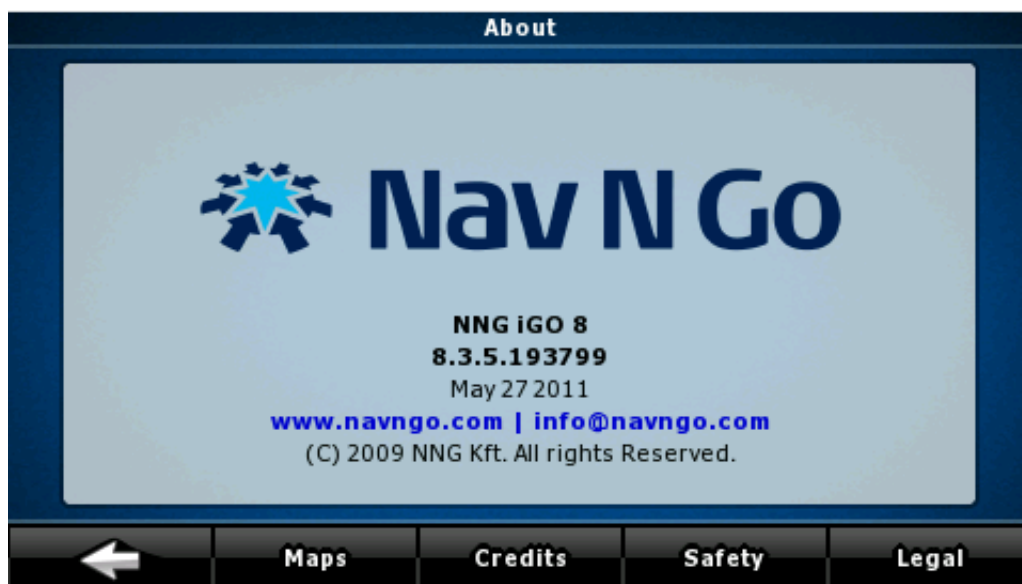 About
Nav N Go
NNG iGO 8
8.3.5.193799
May 27 2011
www.navngo.com | info@navngo.com
(C) 2009 NNG Kft. All rights Reserved.
Maps Credits Safety Legal